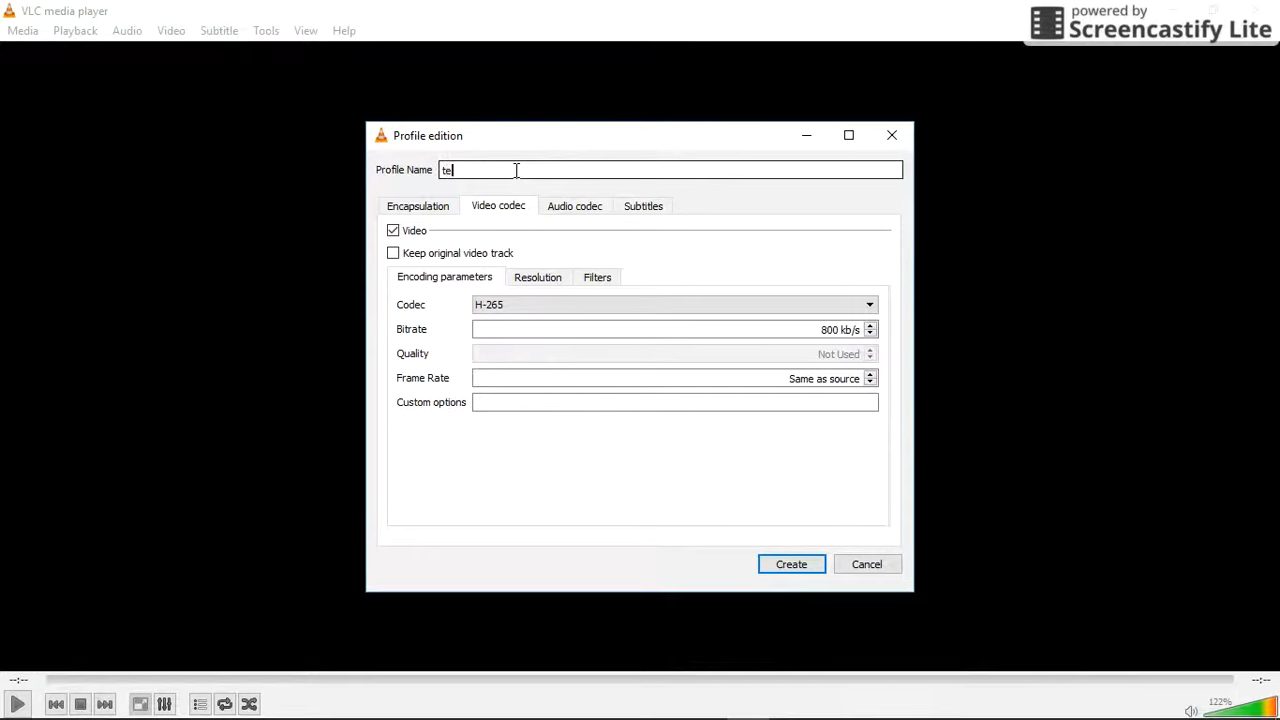 VLC media player
powered by
Screencastify Lite
Media Playback Audio Video Subtitle Tools View Help
Profile edition
Profile Name te
Encapsulation Video codec Audio codec Subtitles
Video
Keep original video track
Encoding parameters Resolution Filters
Codec H-265
Bitrate 800 kb/s
Quality Not Used
Frame Rate Same as source
Custom options
Create Cancel
--:-- --:--
122%